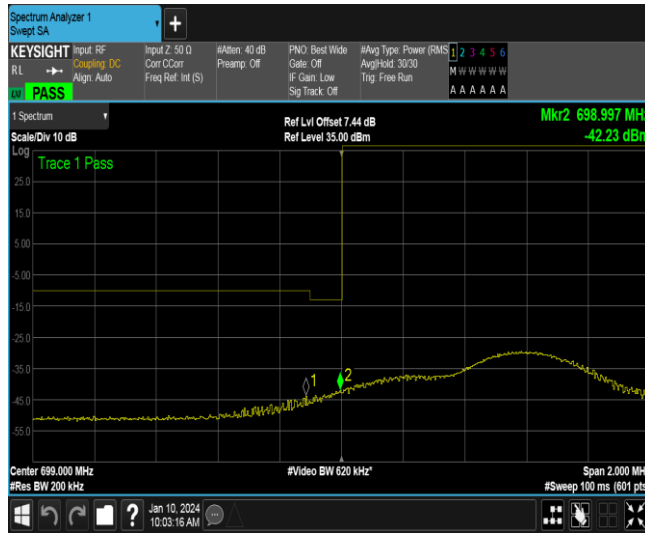 Spectrum Analyzer 1
Swept SA
KEYSIGHT
RL
LXI PASS
Input: RF
Coupling: DC
Align: Auto
Input Z: 50 Ω
Corr CCorr
Freq Ref: Int (S)
#Atten: 40 dB
Preamp: Off
PNO: Best Wide
Gate: Off
IF Gain: Low
Sig Track: Off
#Avg Type: Power (RMS
Avg|Hold: 30/30
Trig: Free Run
1 2 3 4 5 6
M W W W W W
A A A A A A
1 Spectrum
Scale/Div 10 dB
Ref Lvl Offset 7.44 dB
Ref Level 35.00 dBm
Mkr2 698.997 MHz
-42.23 dBm
Log
Trace 1 Pass
25.0
15.0
5.00
-5.00
-15.0
-25.0
-35.0
-45.0
-55.0
1
2
Center 699.000 MHz
#Res BW 200 kHz
#Video BW 620 kHz*
Span 2.000 MH
#Sweep 100 ms (601 pts
?
Jan 10, 2024
10:03:16 AM